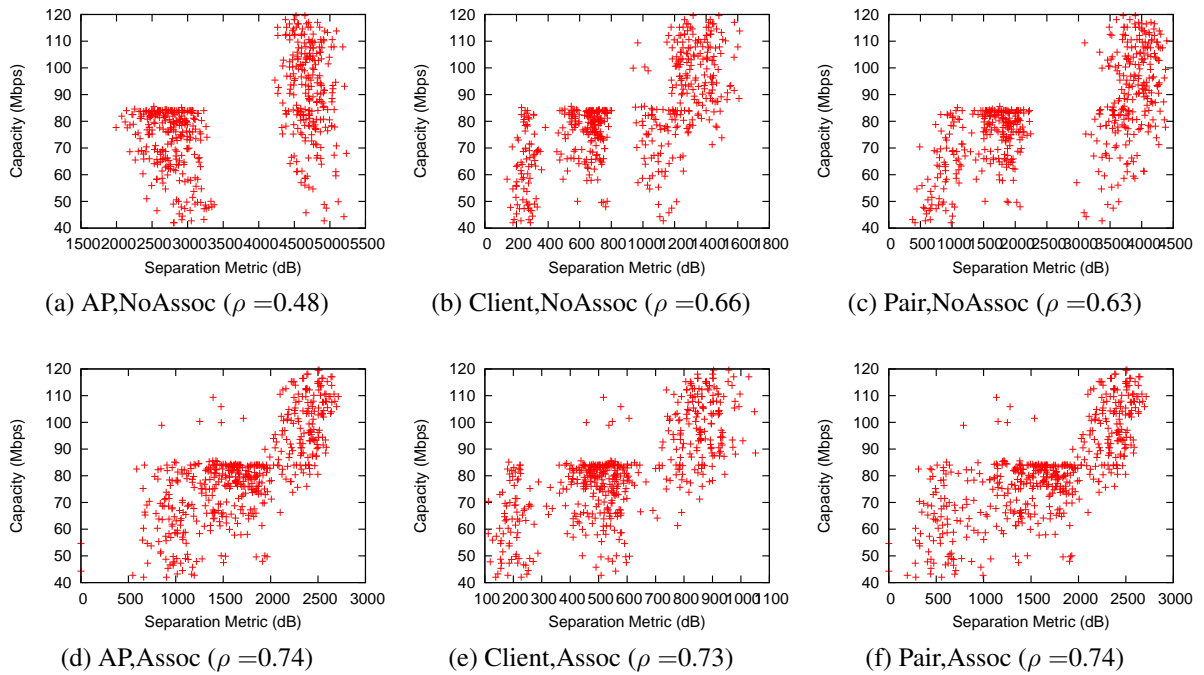 120
110
100
90
80
70
60
50
40
Capacity (Mbps)
1500 2000 2500 3000 3500 4000 4500 5000 5500
Separation Metric (dB)
(a) AP,NoAssoc (ρ =0.48)
120
110
100
90
80
70
60
50
40
Capacity (Mbps)
0 200 400 600 800 1000 1200 1400 1600 1800
Separation Metric (dB)
(b) Client,NoAssoc (ρ =0.66)
120
110
100
90
80
70
60
50
40
Capacity (Mbps)
0 500 1000 1500 2000 2500 3000 3500 4000 4500
Separation Metric (dB)
(c) Pair,NoAssoc (ρ =0.63)
120
110
100
90
80
70
60
50
40
Capacity (Mbps)
0 500 1000 1500 2000 2500 3000
Separation Metric (dB)
(d) AP,Assoc (ρ =0.74)
120
110
100
90
80
70
60
50
40
Capacity (Mbps)
100 200 300 400 500 600 700 800 900 1000 1100
Separation Metric (dB)
(e) Client,Assoc (ρ =0.73)
120
110
100
90
80
70
60
50
40
Capacity (Mbps)
0 500 1000 1500 2000 2500 3000
Separation Metric (dB)
(f) Pair,Assoc (ρ =0.74)